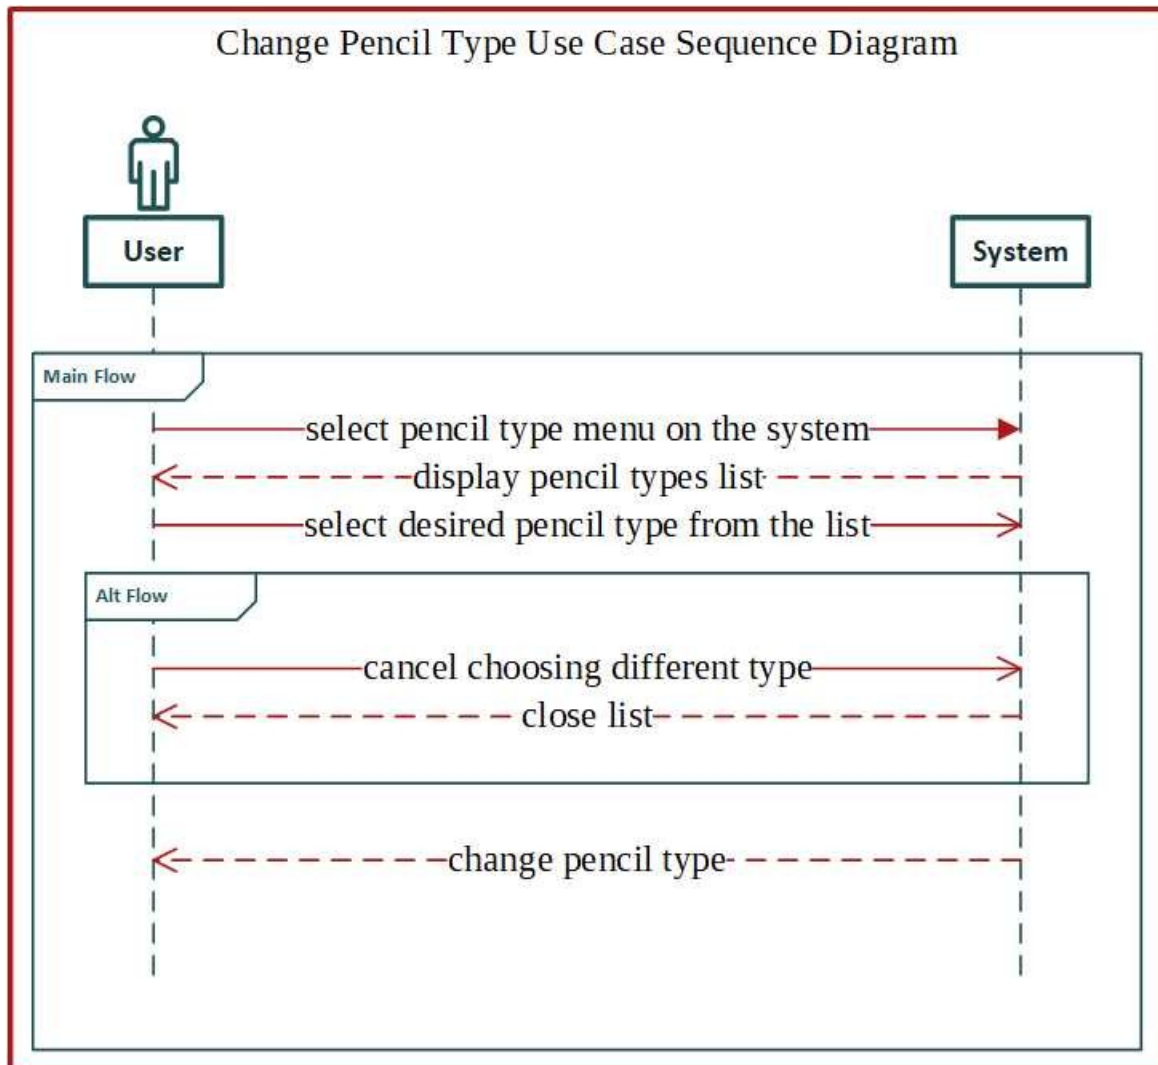 Change Pencil Type Use Case Sequence Diagram
User
System
Main Flow
select pencil type menu on the system
display pencil types list
select desired pencil type from the list
Alt Flow
cancel choosing different type
close list
change pencil type